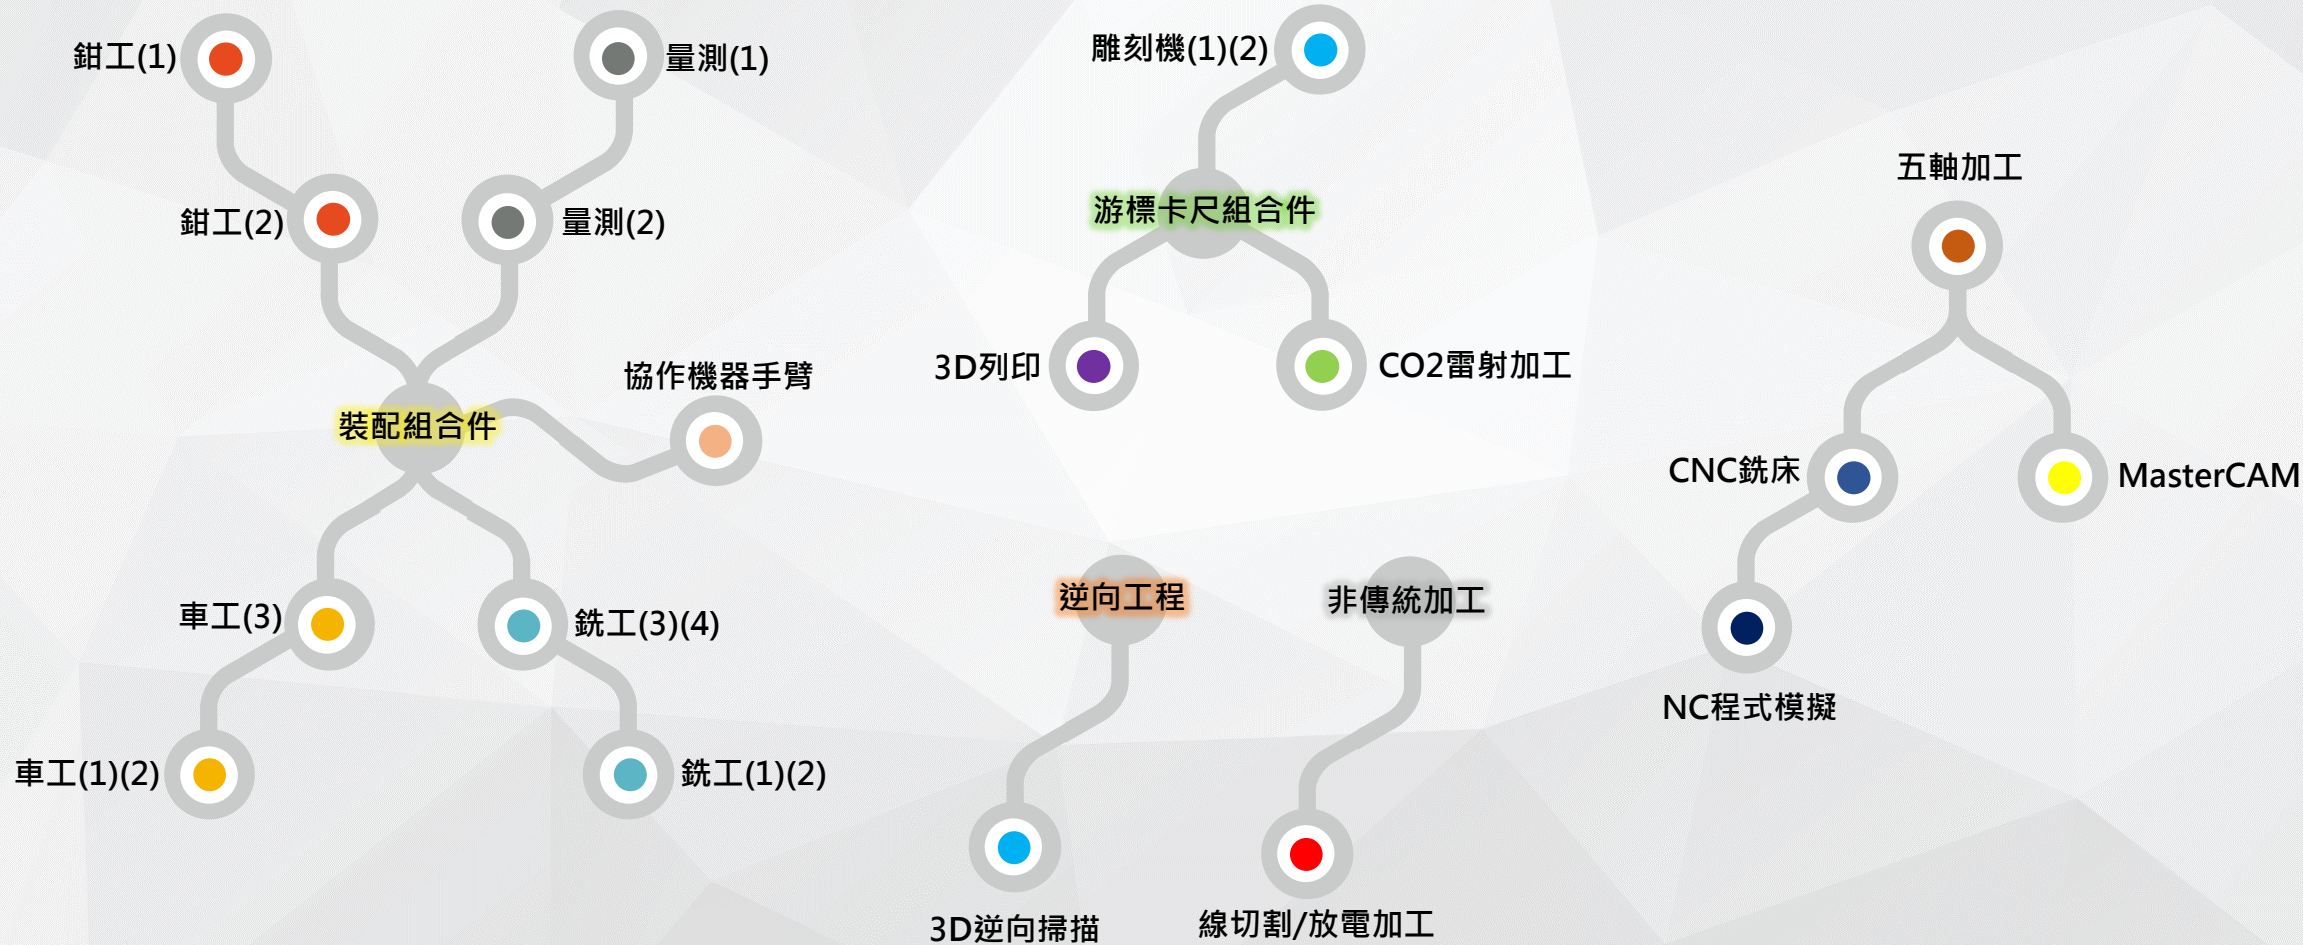 鉗工(1)
量測(1)
鉗工(2)
量測(2)
裝配組合件
協作機器手臂
車工(3)
銑工(3)(4)
車工(1)(2)
銑工(1)(2)
雕刻機(1)(2)
游標卡尺組合件
3D列印
CO2雷射加工
逆向工程
3D逆向掃描
非傳統加工
線切割/放電加工
五軸加工
CNC銑床
MasterCAM
NC程式模擬